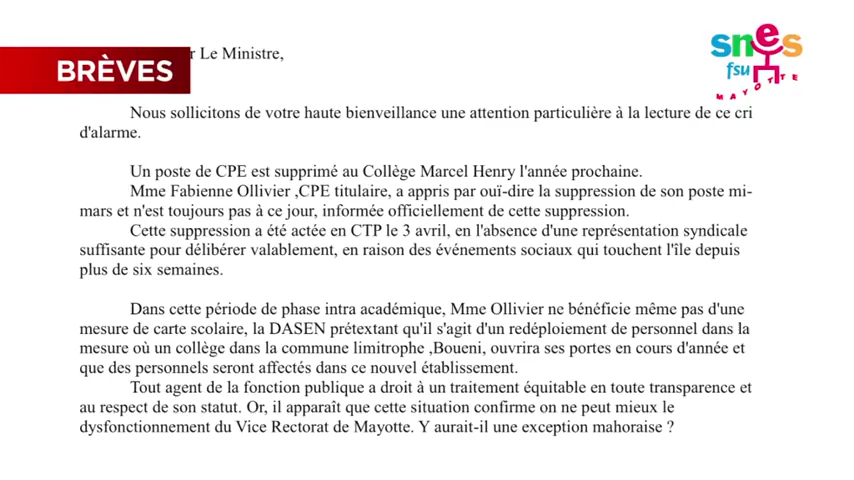 r Le Ministre,
BRÈVES
snes
fsu
MAYOTTE
Nous sollicitons de votre haute bienveillance une attention particulière à la lecture de ce cri
d'alarme.
Un poste de CPE est supprimé au Collège Marcel Henry l'année prochaine.
Mme Fabienne Ollivier ,CPE titulaire, a appris par ouï-dire la suppression de son poste mi-
mars et n'est toujours pas à ce jour, informée officiellement de cette suppression.
Cette suppression a été actée en CTP le 3 avril, en l'absence d'une représentation syndicale
suffisante pour délibérer valablement, en raison des événements sociaux qui touchent l'île depuis
plus de six semaines.
Dans cette période de phase intra académique, Mme Ollivier ne bénéficie même pas d'une
mesure de carte scolaire, la DASEN prétextant qu'il s'agit d'un redéploiement de personnel dans la
mesure où un collège dans la commune limitrophe ,Boueni, ouvrira ses portes en cours d'année et
que des personnels seront affectés dans ce nouvel établissement.
Tout agent de la fonction publique a droit à un traitement équitable en toute transparence et
au respect de son statut. Or, il apparaît que cette situation confirme on ne peut mieux le
dysfonctionnement du Vice Rectorat de Mayotte. Y aurait-il une exception mahoraise ?